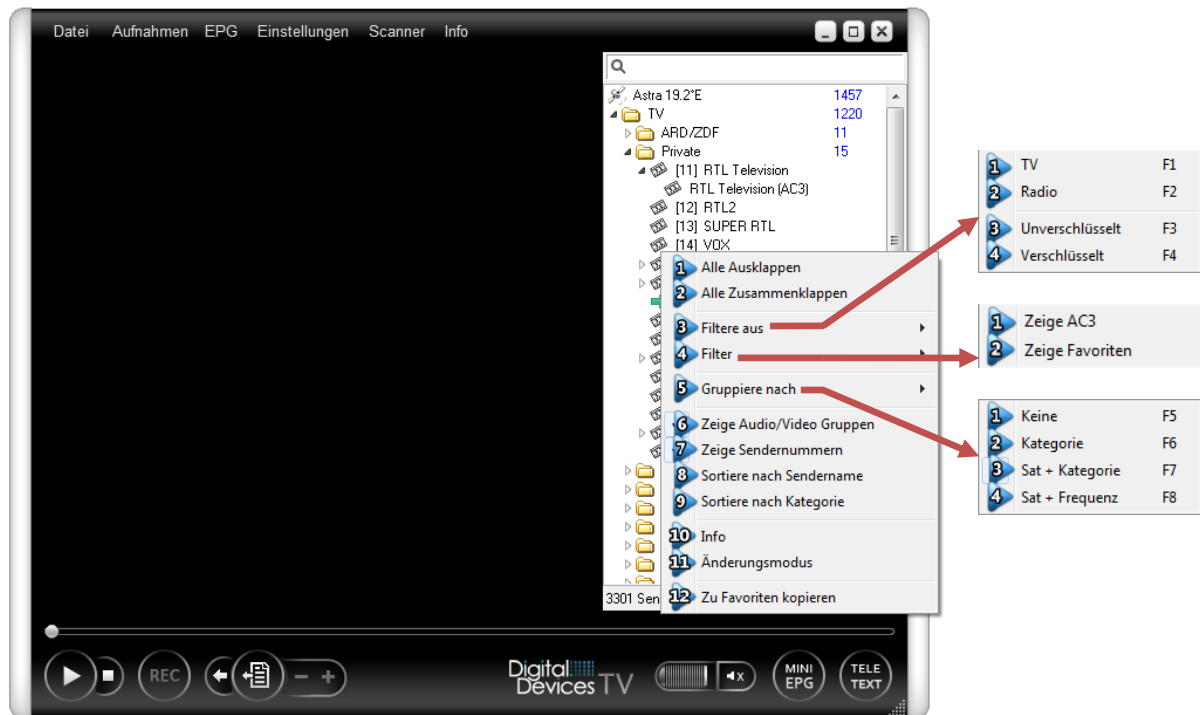 Datei Aufnahmen EPG Einstellungen Scanner Info
Astra 19.2°E 1457
TV 1220
ARD/ZDF 11
Private 15
[11] RTL Television
RTL Television (AC3)
[12] RTL2
[13] SUPER RTL
[14] VOX
1 Alle Ausklappen
2 Alle Zusammenklappen
3 Filtere aus
4 Filter
5 Gruppiere nach
6 Zeige Audio/Video Gruppen
7 Zeige Sendernummern
8 Sortiere nach Sendername
9 Sortiere nach Kategorie
10 Info
11 Änderungsmodus
12 Zu Favoriten kopieren
3301 Sen
1 TV F1
2 Radio F2
3 Unverschlüsselt F3
4 Verschlüsselt F4
1 Zeige AC3
2 Zeige Favoriten
1 Keine F5
2 Kategorie F6
3 Sat + Kategorie F7
4 Sat + Frequenz F8
REC
Digital
Devices TV
MINI
EPG
TELE
TEXT